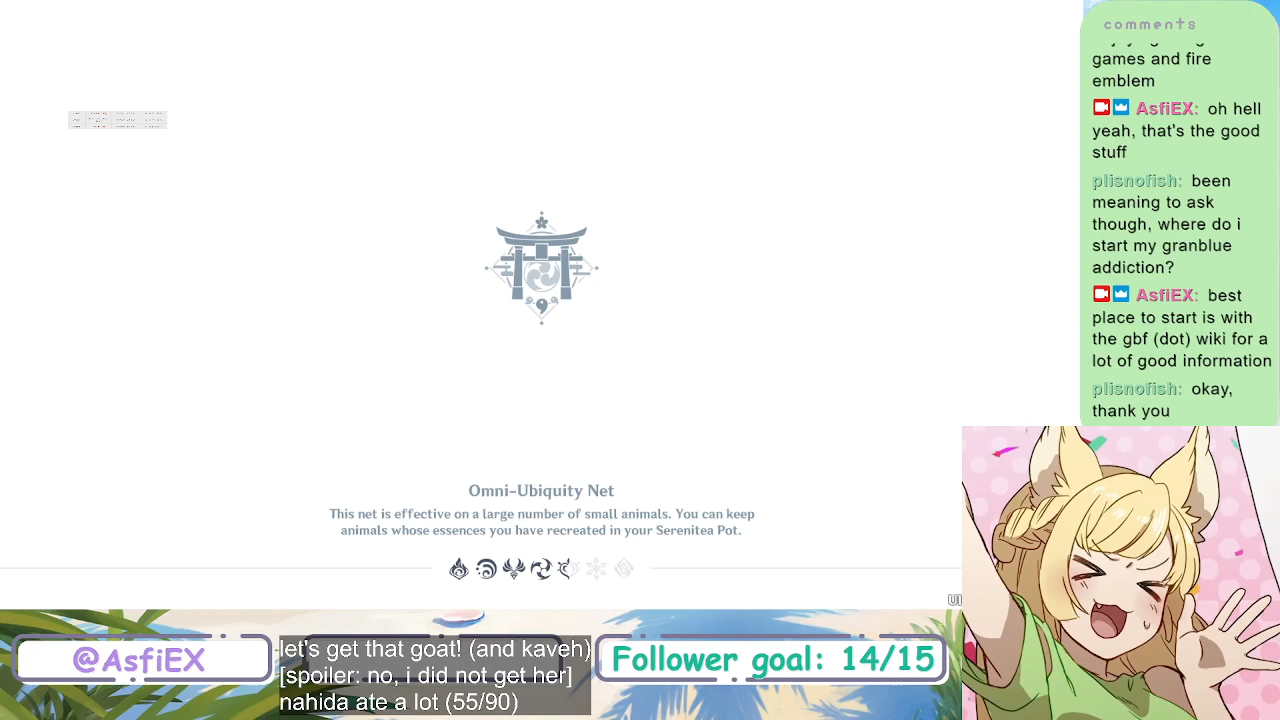 comments
games and fire
emblem
AsfiEX: oh hell
yeah, that's the good
stuff
plisnofish: been
meaning to ask
though, where do i
start my granblue
addiction?
AsfiEX: best
place to start is with
the gbf (dot) wiki for a
lot of good information
plisnofish: okay,
thank you
Omni-Ubiquity Net
This net is effective on a large number of small animals. You can keep
animals whose essences you have recreated in your Serenitea Pot.
UI
@AsfiEX
let's get that goat! (and kaveh)
[spoiler: no, i did not get her]
nahida ate a lot (55/90)
Follower goal: 14/15